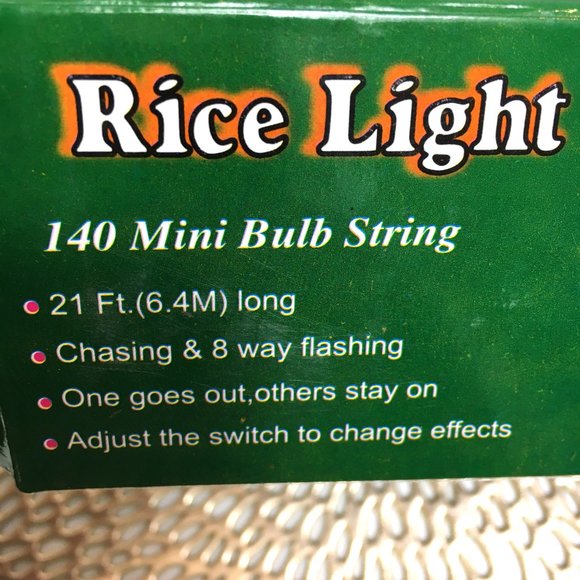 Rice Light
140 Mini Bulb String
21 Ft.(6.4M) long
Chasing & 8 way flashing
One goes out,others stay on
Adjust the switch to change effects